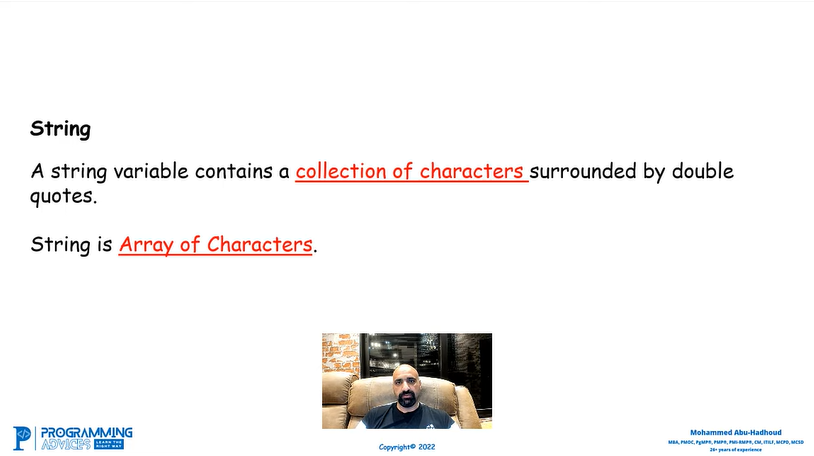 String
A string variable contains a collection of characters surrounded by double
quotes.
String is Array of Characters.
PROGRAMMING
ADVICES LEARN THE RIGHT WAY
Copyright© 2022
Mohammed Abu-Hadhoud
MBA, PMOC, PgMP®, PMP®, PMI-RMP®, CM, ITILF, MCPD, MCSD
26+ years of experience